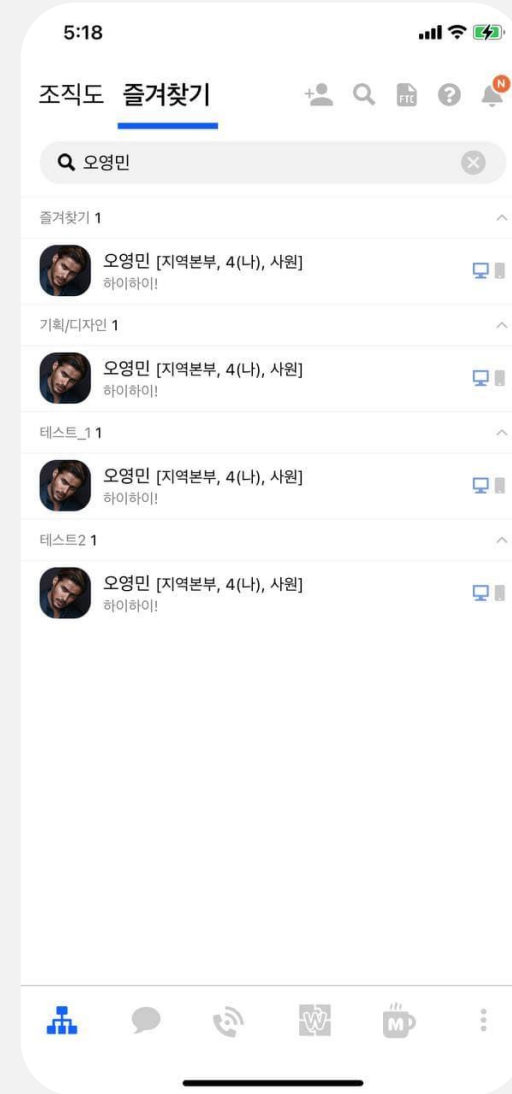 5:18
조직도 즐겨찾기
FTC
?
N
오영민
즐겨찾기 1
오영민 [지역본부, 4(나), 사원]
하이하이!
기획/디자인 1
오영민 [지역본부, 4(나), 사원]
하이하이!
테스트_1 1
오영민 [지역본부, 4(나), 사원]
하이하이!
테스트2 1
오영민 [지역본부, 4(나), 사원]
하이하이!
W
M